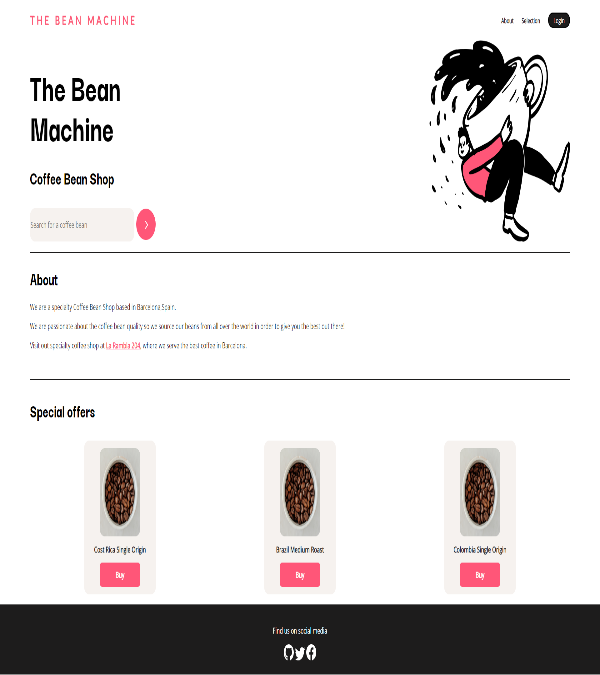 THE BEAN MACHINE
About Selection Login
The Bean
Machine
Coffee Bean Shop
Search for a coffee bean
About
We are a specialty Coffee Bean Shop based in Barcelona Spain.
We are passionate about the coffee bean quality so we source our beans from all over the world in order to give you the best out there!
Visit out specialty coffee shop at La Rambla 204, where we serve the best coffee in Barcelona.
Special offers
Cost Rica Single Origin
Buy
Brazil Medium Roast
Buy
Colombia Single Origin
Buy
Find us on social media